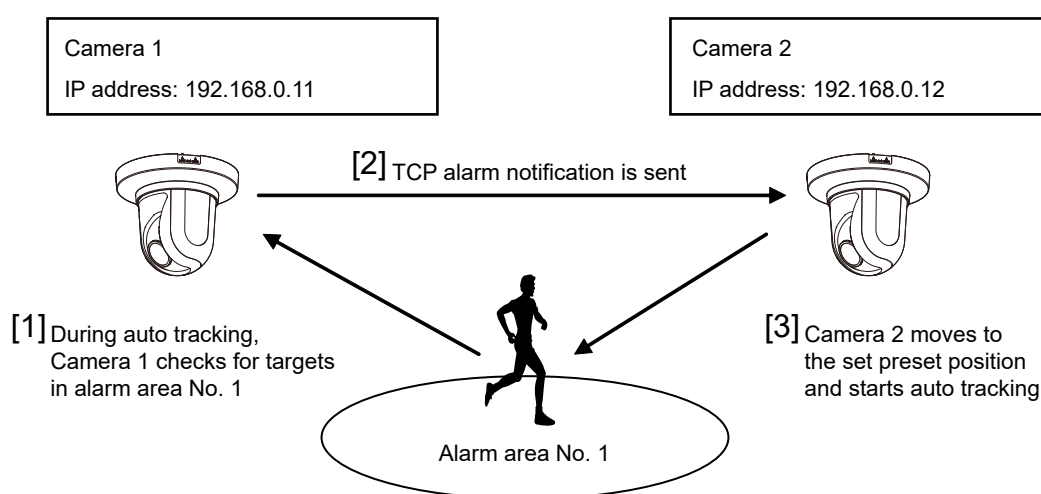 Camera 1
IP address: 192.168.0.11
Camera 2
IP address: 192.168.0.12
[2] TCP alarm notification is sent
[1] During auto tracking,
Camera 1 checks for targets
in alarm area No. 1
[3] Camera 2 moves to
the set preset position
and starts auto tracking
Alarm area No. 1